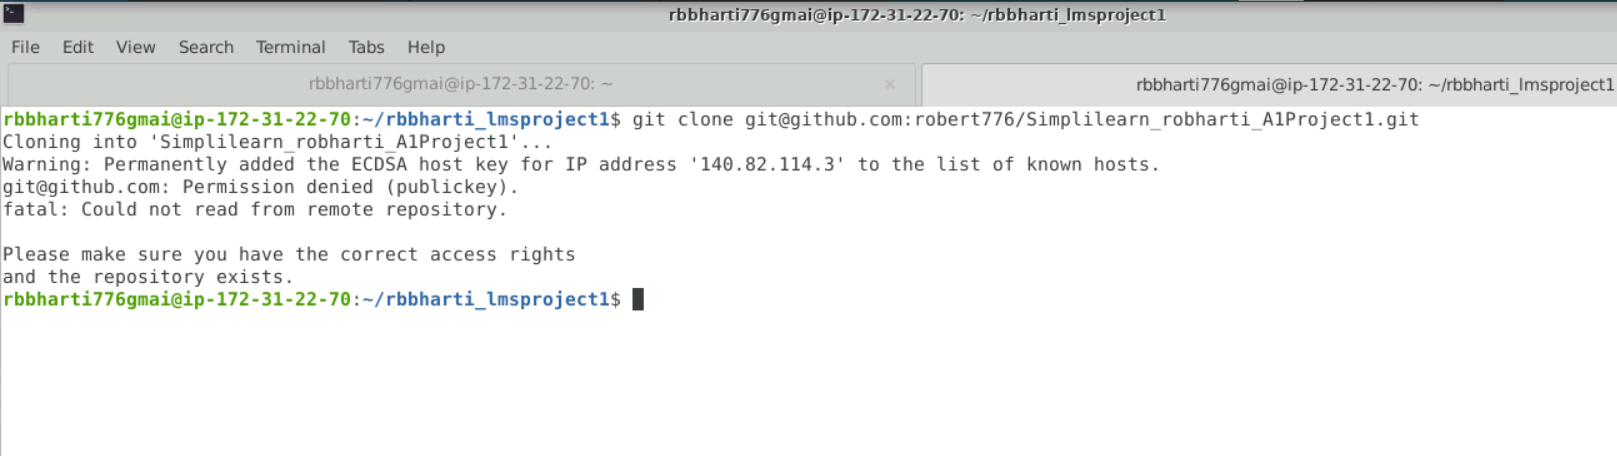 rbbharti776gmai@ip-172-31-22-70: ~/rbbharti_lmsproject1
File Edit View Search Terminal Tabs Help
rbbharti776gmai@ip-172-31-22-70: ~ × rbbharti776gmai@ip-172-31-22-70: ~/rbbharti_lmsproject1
rbbharti776gmai@ip-172-31-22-70:~/rbbharti_lmsproject1$ git clone git@github.com:robert776/Simplilearn_robharti_A1Project1.git
Cloning into 'Simplilearn_robharti_A1Project1'...
Warning: Permanently added the ECDSA host key for IP address '140.82.114.3' to the list of known hosts.
git@github.com: Permission denied (publickey).
fatal: Could not read from remote repository.
Please make sure you have the correct access rights
and the repository exists.
rbbharti776gmai@ip-172-31-22-70:~/rbbharti_lmsproject1$